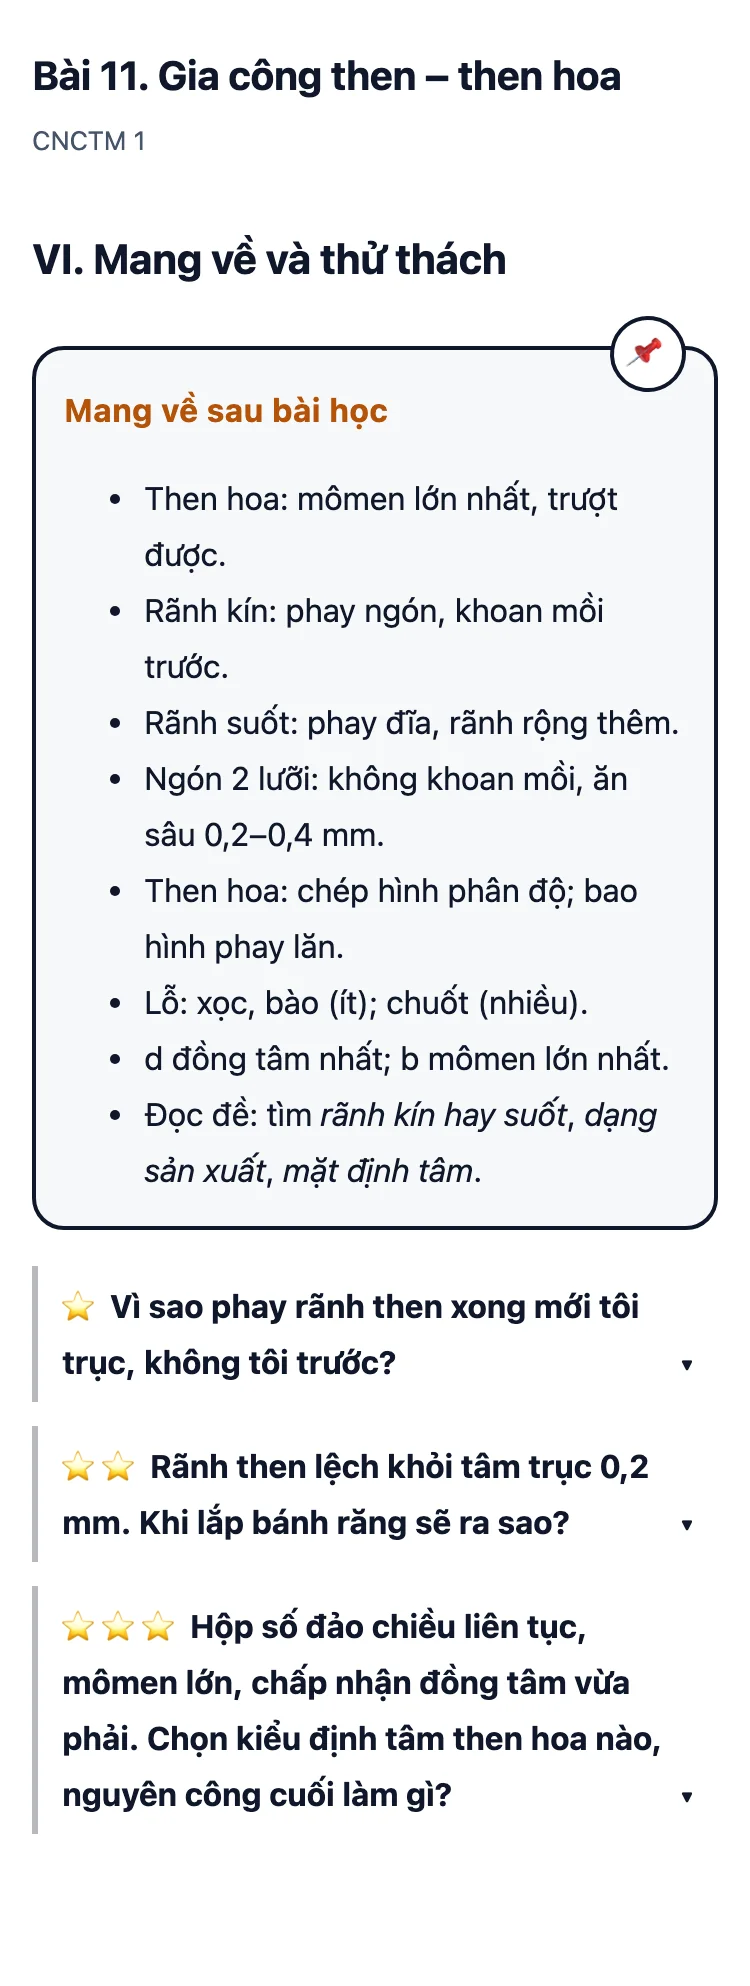 Bài 11. Gia công then – then hoa
CNCTM 1
VI. Mang về và thử thách
Mang về sau bài học
• Then hoa: mômen lớn nhất, trượt
được.
• Rãnh kín: phay ngón, khoan mồi
trước.
• Rãnh suốt: phay đĩa, rãnh rộng thêm.
• Ngón 2 lưỡi: không khoan mồi, ăn
sâu 0,2–0,4 mm.
• Then hoa: chép hình phân độ; bao
hình phay lăn.
• Lỗ: xọc, bào (ít); chuốt (nhiều).
• d đồng tâm nhất; b mômen lớn nhất.
• Đọc đề: tìm rãnh kín hay suốt, dạng
sản xuất, mặt định tâm.
⭐ Vì sao phay rãnh then xong mới tôi
trục, không tôi trước? ▼
⭐⭐ Rãnh then lệch khỏi tâm trục 0,2
mm. Khi lắp bánh răng sẽ ra sao? ▼
⭐⭐⭐ Hộp số đảo chiều liên tục,
mômen lớn, chấp nhận đồng tâm vừa
phải. Chọn kiểu định tâm then hoa nào,
nguyên công cuối làm gì? ▼